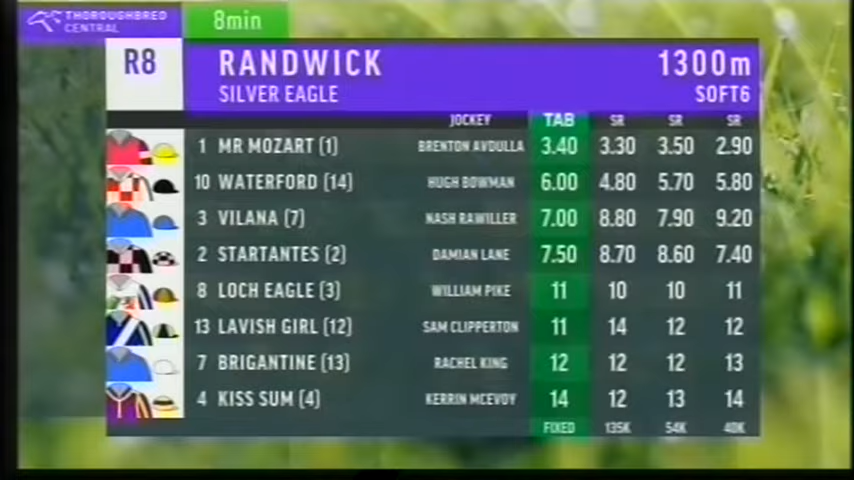 THOROUGHBRED
CENTRAL
8min
R8 RANDWICK 1300m
SILVER EAGLE SOFT6
JOCKEY TAB SR SR SR
1 MR MOZART (1) BRENTON AVDULLA 3.40 3.30 3.50 2.90
10 WATERFORD (14) HUGH BOWMAN 6.00 4.80 5.70 5.80
3 VILANA (7) NASH RAWILLER 7.00 8.80 7.90 9.20
2 STARTANTES (2) DAMIAN LANE 7.50 8.70 8.60 7.40
8 LOCH EAGLE (3) WILLIAM PIKE 11 10 10 11
13 LAVISH GIRL (12) SAM CLIPPERTON 11 14 12 12
7 BRIGANTINE (13) RACHEL KING 12 12 12 13
4 KISS SUM (4) KERRIN MCEVOY 14 12 13 14
FIXED 135K 54K 40K